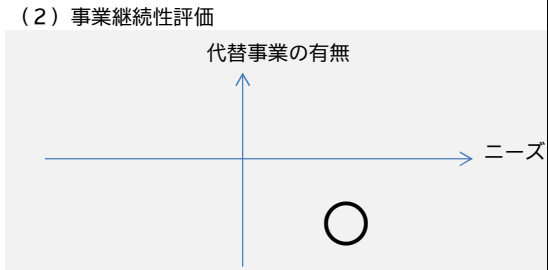 （２）事業継続性評価
代替事業の有無
ニーズ